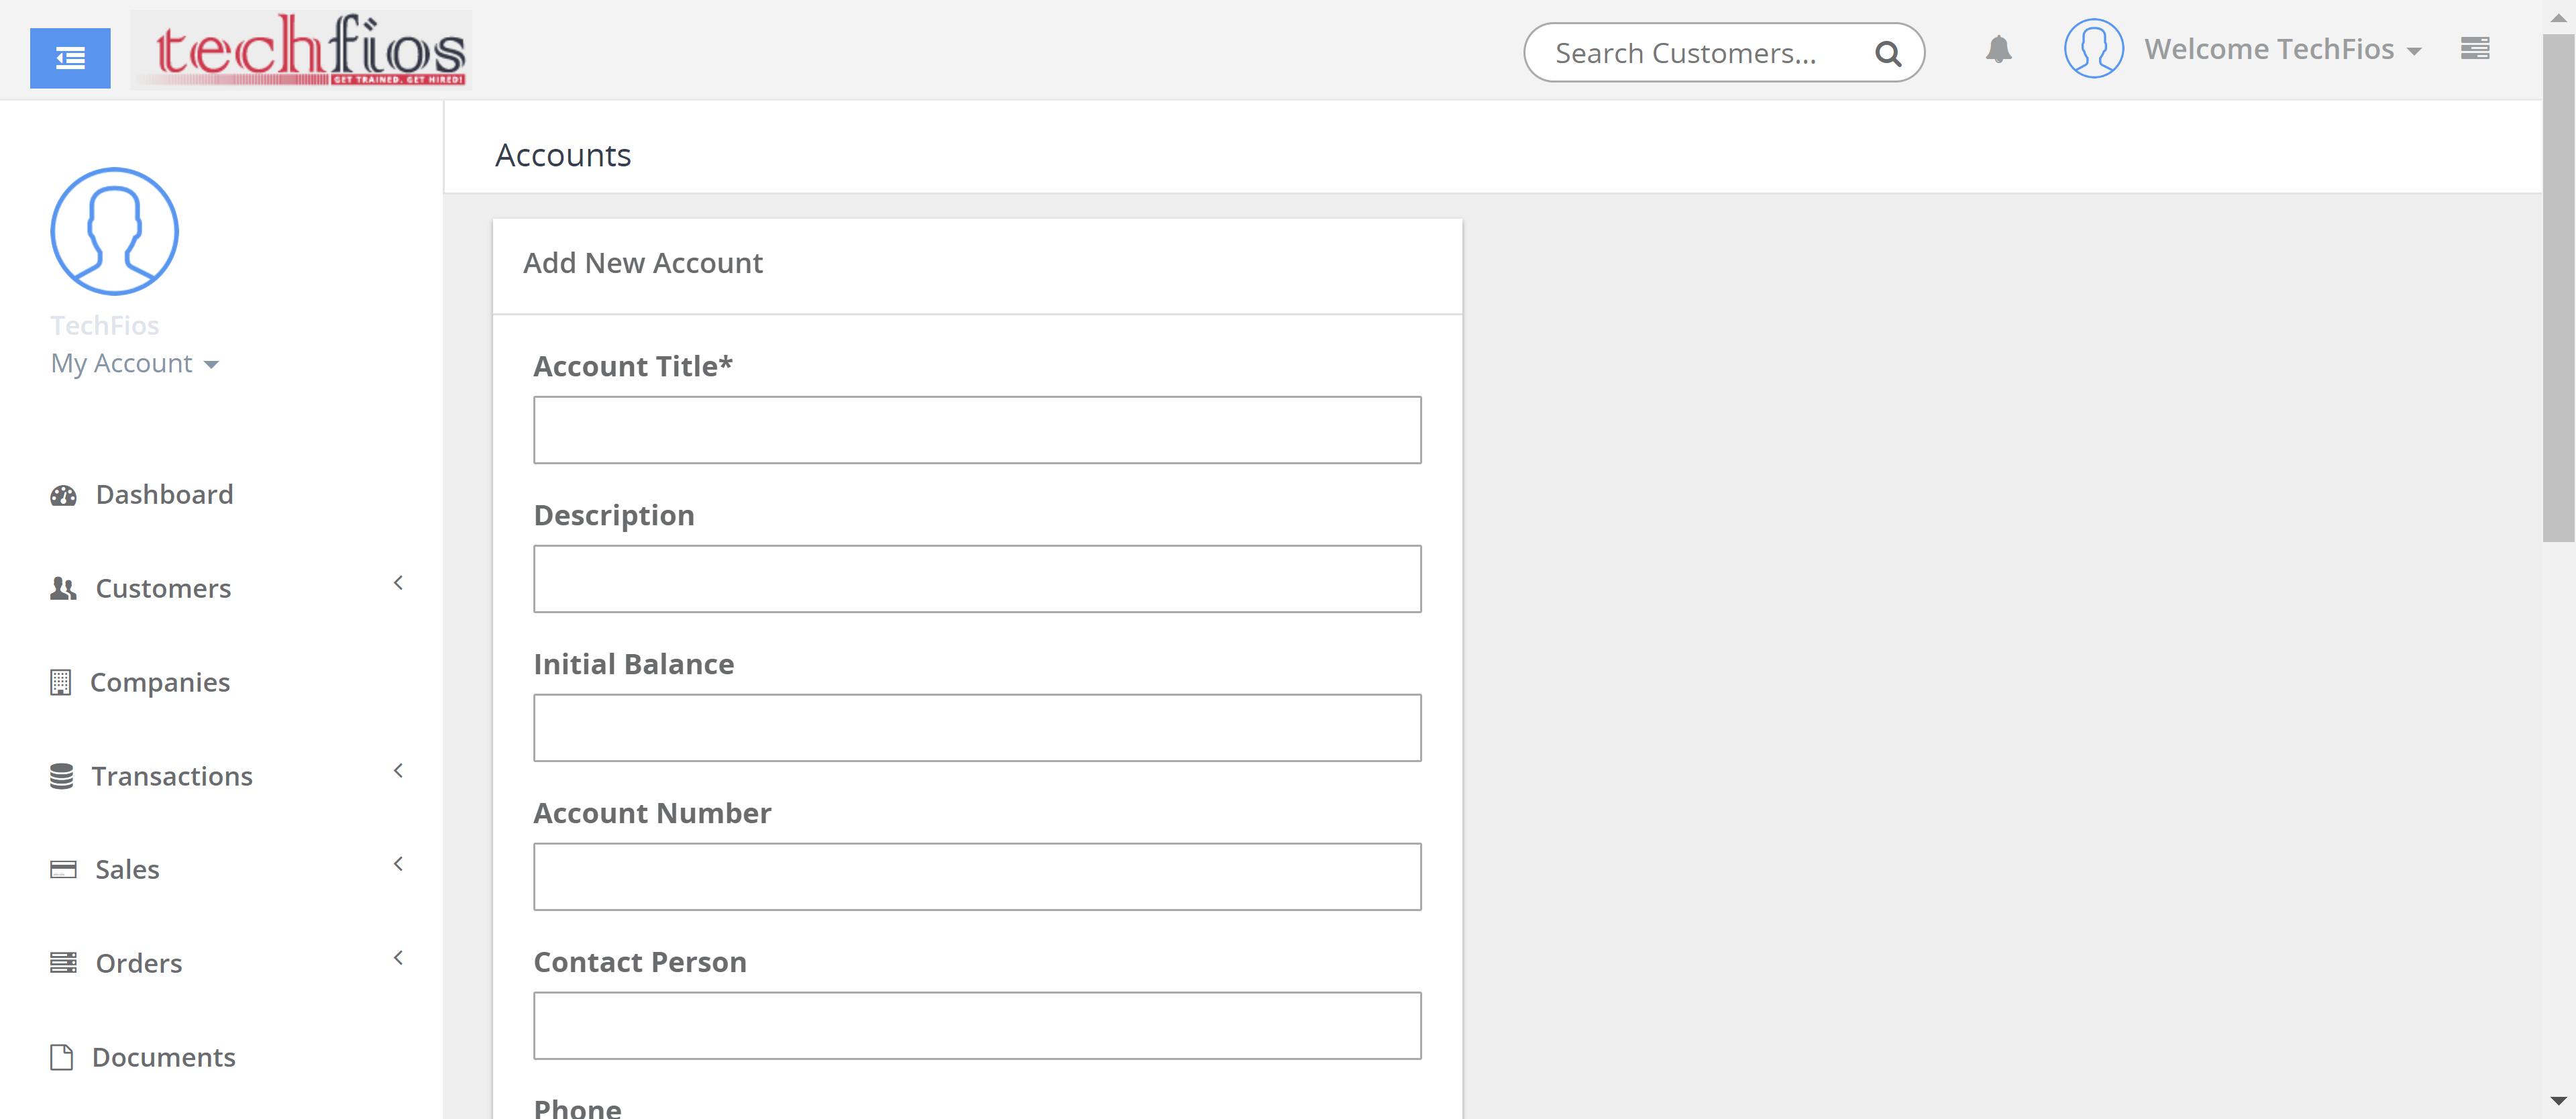 techfios
GET TRAINED. GET HIRED!
Search Customers...
Welcome TechFios
Accounts
TechFios
My Account
Dashboard
Customers
Companies
Transactions
Sales
Orders
Documents
Add New Account
Account Title*
Description
Initial Balance
Account Number
Contact Person
Phone